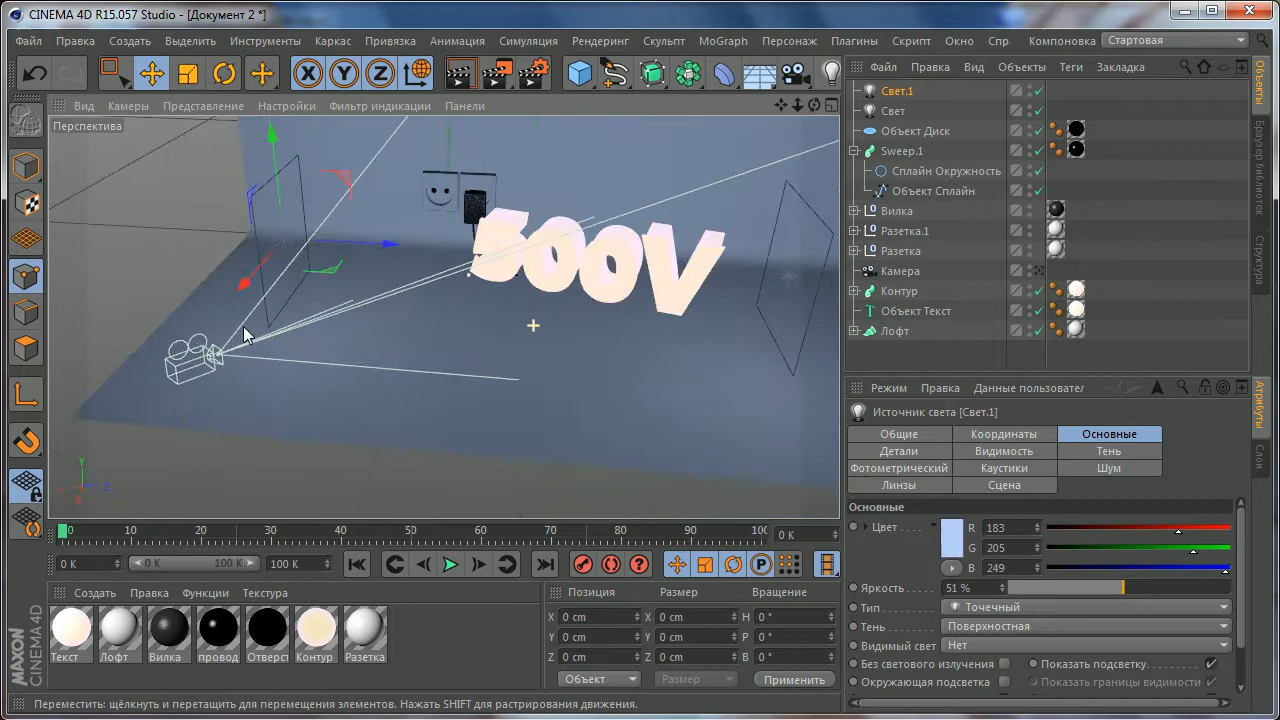 CINEMA 4D R15.057 Studio - [Документ 2 *]
Файл Правка Создать Выделить Инструменты Каркас Привязка Анимация Симуляция Рендеринг Скульпт MoGraph Персонаж Плагины Скрипт Окно Спр Компоновка Стартовая
X Y Z
Файл Правка Вид Объекты Теги Закладка
Вид Камеры Представление Настройки Фильтр индикации Панели
Перспектива
500V
Y
Свет.1
Свет
Объект Диск
Sweep.1
Сплайн Окружность
Объект Сплайн
Вилка
Разетка.1
Разетка
Камера
Контур
Объект Текст
Лофт
Объекты
Браузер библиотек
Структура
Режим Правка Данные пользовател
Источник света [Свет.1]
Общие Координаты Основные
Детали Видимость Тень
Фотометрический Каустики Шум
Линзы Сцена
Основные
Цвет . . . . R 183
G 205
B 249
Яркость 51 %
Тип . . . . Точечный
Тень . . . . Поверхностная
Видимый свет Нет
Без светового излучения Показать подсветку
Окружающая подсветка Показать границы видимости
Атрибуты
Слои
0 10 20 30 40 50 60 70 80 90 100 0 K
0 K 0 K 100 K 100 K
P
Создать Правка Функции Текстура
Текст Лофт Вилка провод Отверст Контур Разетка
Позиция Размер Вращение
X 0 cm X 0 cm H 0 °
Y 0 cm Y 0 cm P 0 °
Z 0 cm Z 0 cm B 0 °
Объект Размер Применить
MAXON CINEMA 4D
Переместить: щёлкнуть и перетащить для перемещения элементов. Нажать SHIFT для растрирования движения.